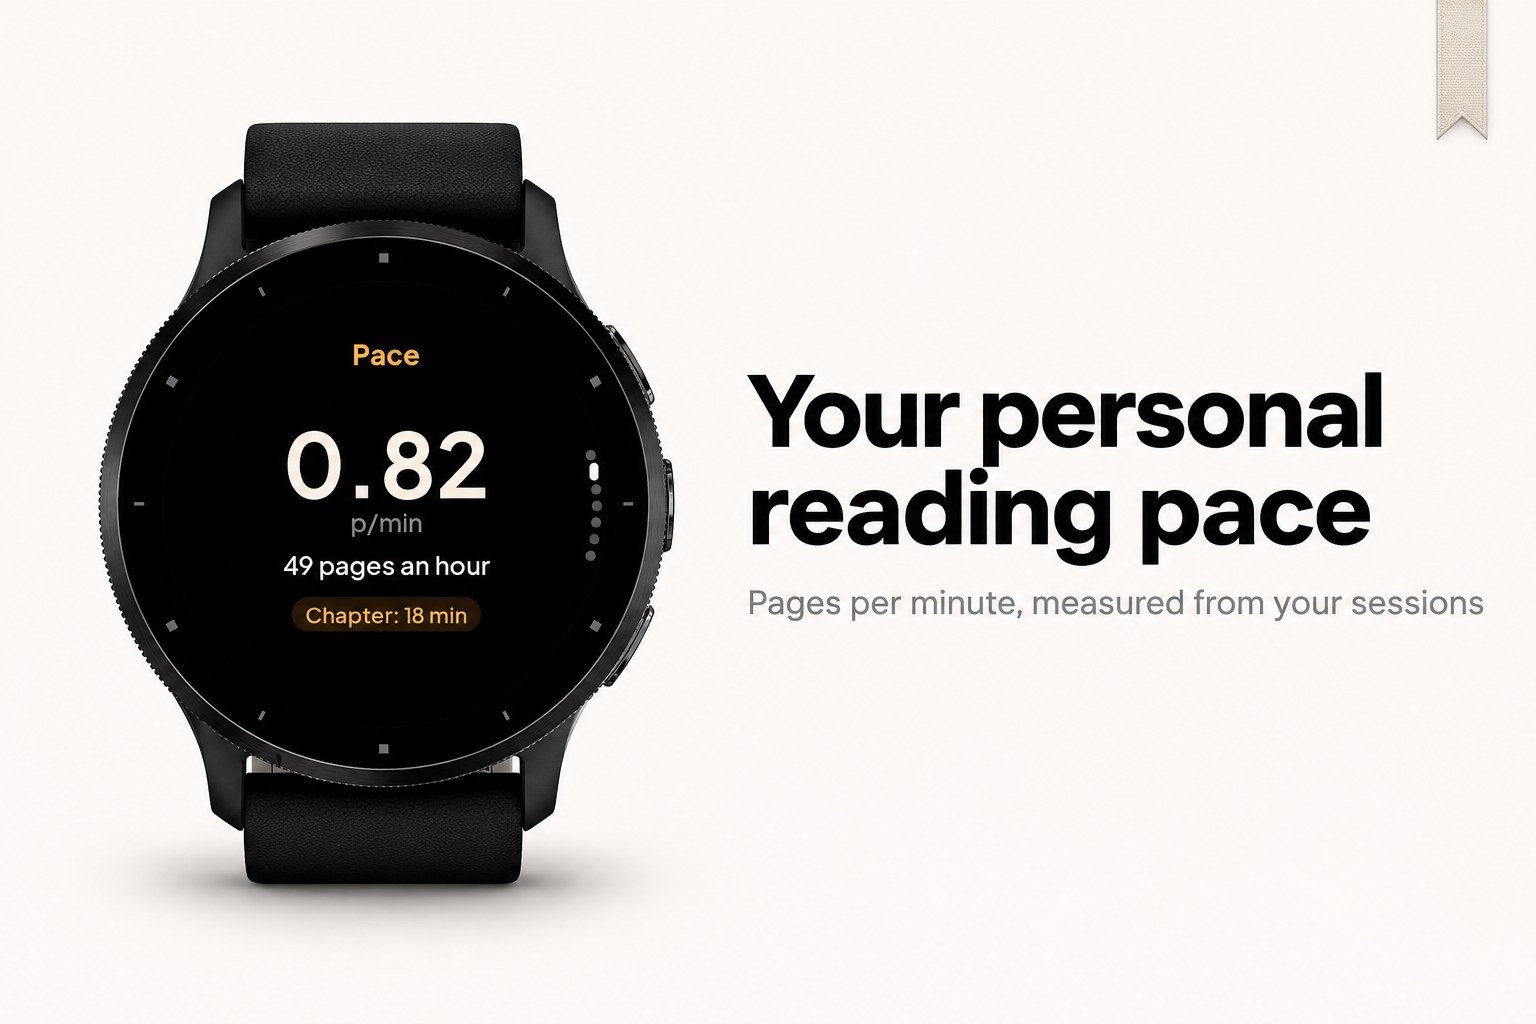 Pace
0.82
p/min
49 pages an hour
Chapter: 18 min
Your personal
reading pace
Pages per minute, measured from your sessions